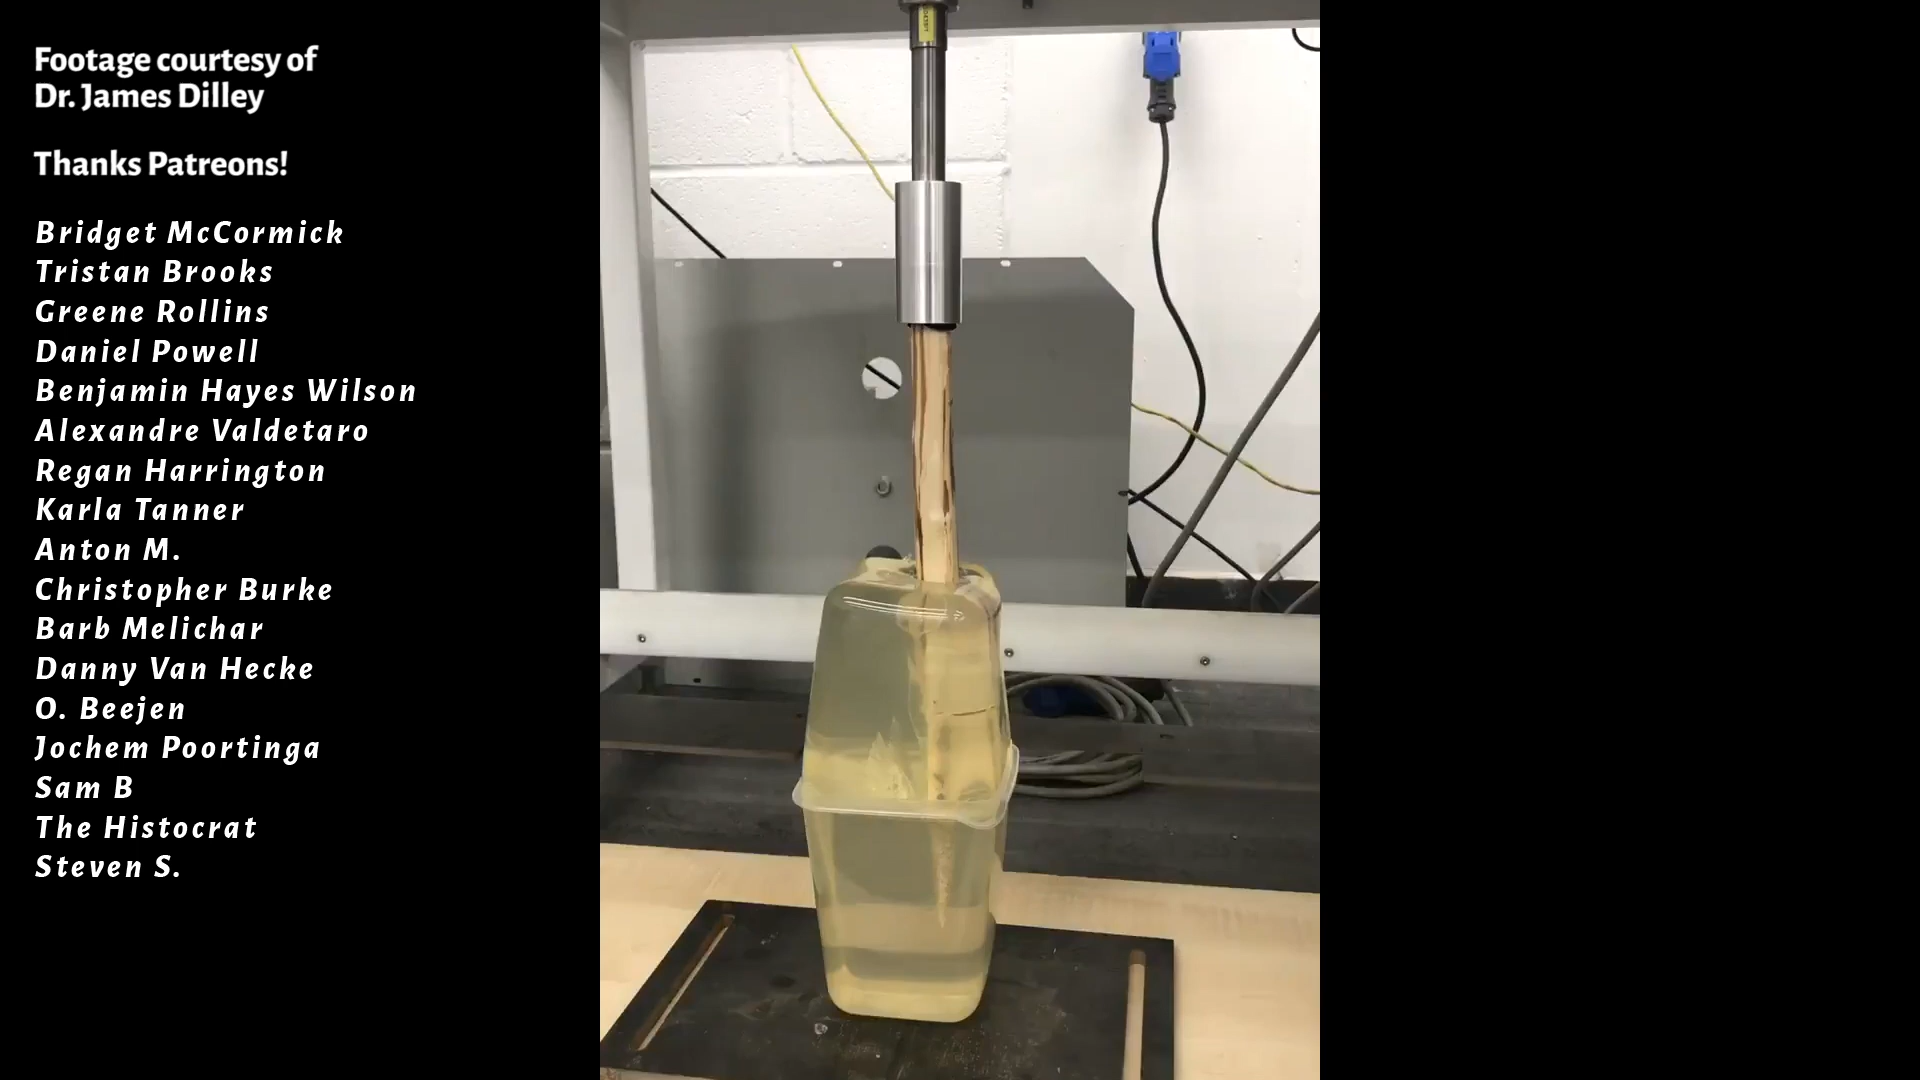 Footage courtesy of
Dr. James Dilley
Thanks Patreons!
Bridget McCormick
Tristan Brooks
Greene Rollins
Daniel Powell
Benjamin Hayes Wilson
Alexandre Valdetaro
Regan Harrington
Karla Tanner
Anton M.
Christopher Burke
Barb Melichar
Danny Van Hecke
O. Beejen
Jochem Poortinga
Sam B
The Histocrat
Steven S.